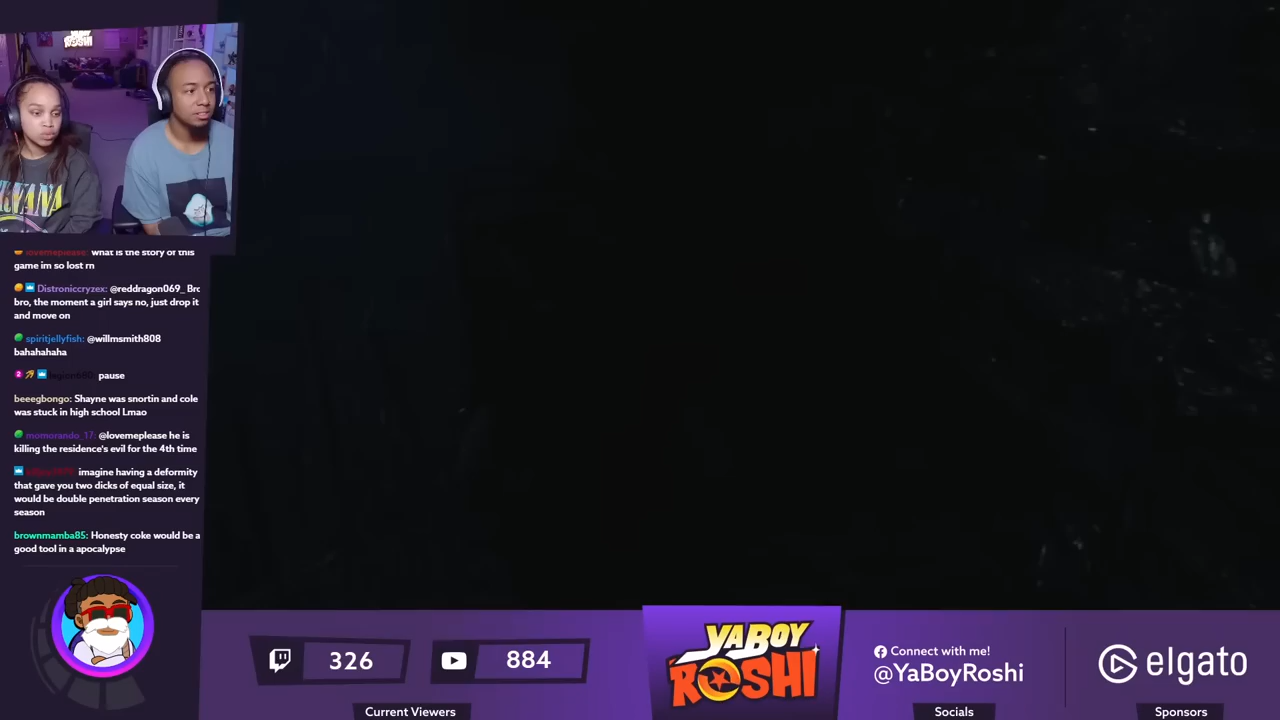 YABOY
ROSHI
what is the story of this
game im so lost rn
Distroniccryzex: @reddragon069_ Bro
bro, the moment a girl says no, just drop it
and move on
spiritjellyfish: @willmsmith808
bahahahaha
pause
beeegbongo: Shayne was snortin and cole
was stuck in high school Lmao
momorando_17: @lovemeplease he is
killing the residence's evil for the 4th time
imagine having a deformity
that gave you two dicks of equal size, it
would be double penetration season every
season
brownmamba85: Honesty coke would be a
good tool in a apocalypse
326
884
Current Viewers
YABOY
ROSHI
Connect with me!
@YaBoyRoshi
Socials
elgato
Sponsors